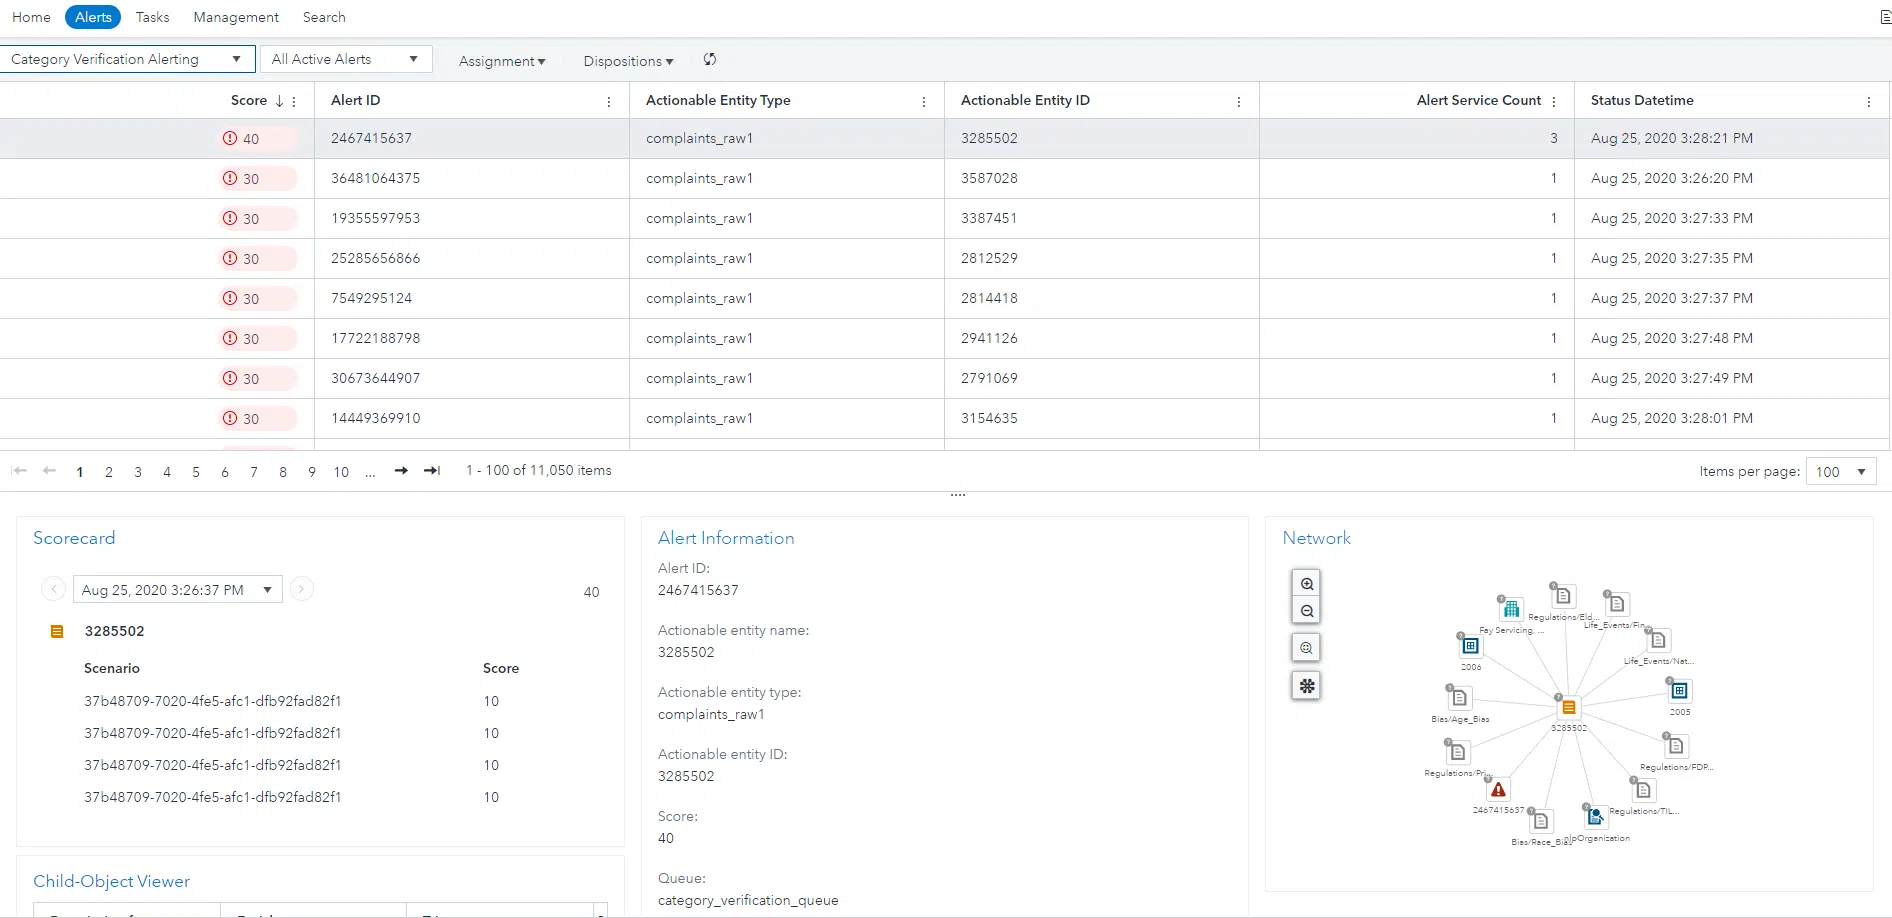 Home Alerts Tasks Management Search
Category Verification Alerting All Active Alerts Assignment Dispositions
Score Alert ID Actionable Entity Type Actionable Entity ID Alert Service Count Status Datetime
40 2467415637 complaints_raw1 3285502 3 Aug 25, 2020 3:28:21 PM
30 36481064375 complaints_raw1 3587028 1 Aug 25, 2020 3:26:20 PM
30 19355597953 complaints_raw1 3387451 1 Aug 25, 2020 3:27:33 PM
30 25285656866 complaints_raw1 2812529 1 Aug 25, 2020 3:27:35 PM
30 7549295124 complaints_raw1 2814418 1 Aug 25, 2020 3:27:37 PM
30 17722188798 complaints_raw1 2941126 1 Aug 25, 2020 3:27:48 PM
30 30673644907 complaints_raw1 2791069 1 Aug 25, 2020 3:27:49 PM
30 14449369910 complaints_raw1 3154635 1 Aug 25, 2020 3:28:01 PM
1 2 3 4 5 6 7 8 9 10 ... 1 - 100 of 11,050 items Items per page: 100
Scorecard
Aug 25, 2020 3:26:37 PM 40
3285502
Scenario Score
37b48709-7020-4fe5-afc1-dfb92fad82f1 10
37b48709-7020-4fe5-afc1-dfb92fad82f1 10
37b48709-7020-4fe5-afc1-dfb92fad82f1 10
37b48709-7020-4fe5-afc1-dfb92fad82f1 10
Child-Object Viewer
Alert Information
Alert ID:
2467415637
Actionable entity name:
3285502
Actionable entity type:
complaints_raw1
Actionable entity ID:
3285502
Score:
40
Queue:
category_verification_queue
Network
Regulations/Eld...
Life_Events/Fin...
Fay Servicing, ...
Life_Events/Nat...
2006
2005
Bias/Age_Bias
3285502
Regulations/FDP...
Regulations/Pri...
2467415637
Regulations/TIL...
Bias/Race_Bias
nlpOrganization